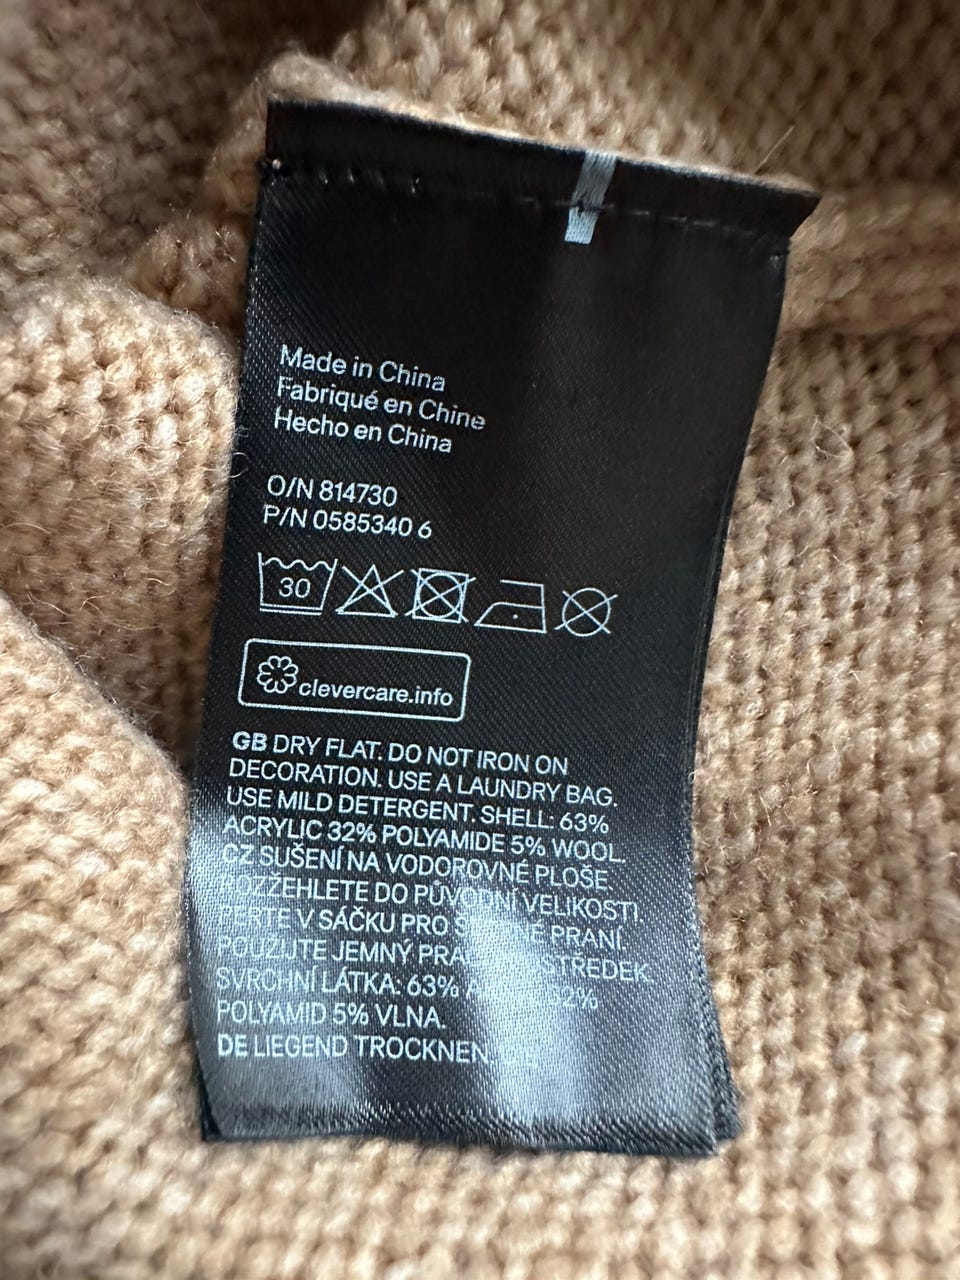 Made in China
Fabriqué en Chine
Hecho en China
O/N 814730
P/N 0585340 6
30
clevercare.info
GB DRY FLAT. DO NOT IRON ON
DECORATION. USE A LAUNDRY BAG.
USE MILD DETERGENT. SHELL: 63%
ACRYLIC 32% POLYAMIDE 5% WOOL.
CZ SUŠENÍ NA VODOROVNÉ PLOŠE
DO PŮVODNÍ VELIKOSTI.
PERTE V SÁČKU PRO PRANÍ
POUŽIJTE JEMNÝ
SVRCHNÍ LÁTKA: 63% 32%
POLYAMID 5% VLNA.
DE LIEGEND TROCKNEN.